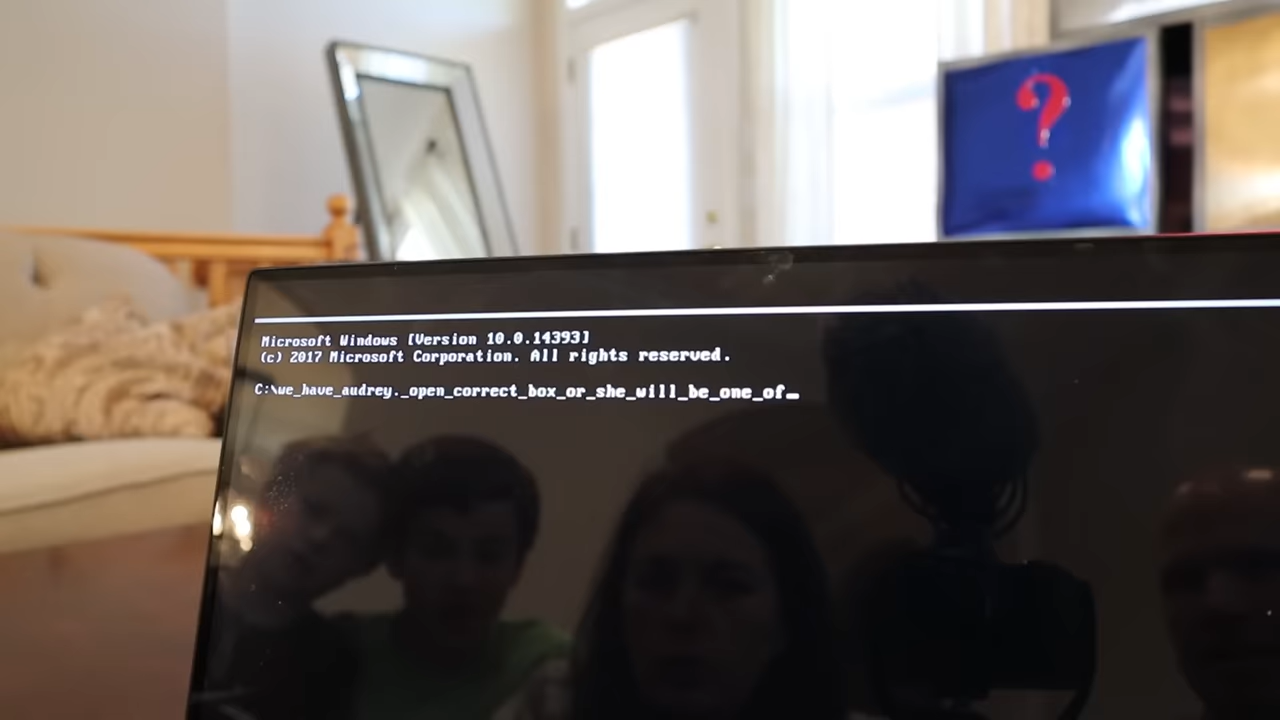 ?
Microsoft Windows [Version 10.0.14393]
(c) 2017 Microsoft Corporation. All rights reserved.
C:\we_have_audrey._open_correct_box_or_she_will_be_one_of_